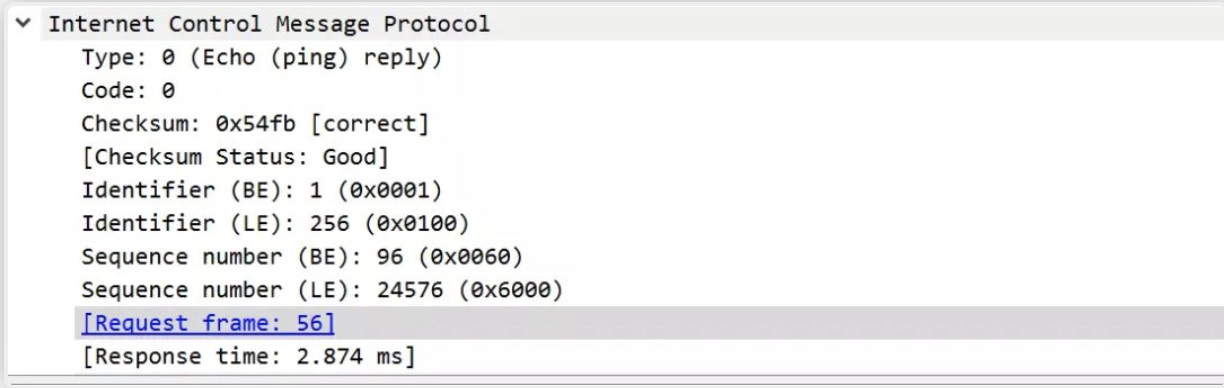 Internet Control Message Protocol
Type: 0 (Echo (ping) reply)
Code: 0
Checksum: 0x54fb [correct]
[Checksum Status: Good]
Identifier (BE): 1 (0x0001)
Identifier (LE): 256 (0x0100)
Sequence number (BE): 96 (0x0060)
Sequence number (LE): 24576 (0x6000)
[Request frame: 56]
[Response time: 2.874 ms]